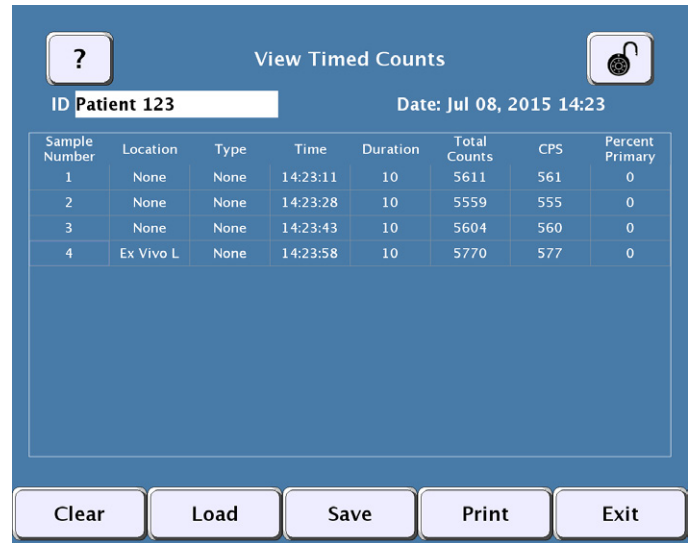 ?
View Timed Counts
ID Patient 123 Date: Jul 08, 2015 14:23
Sample Number Location Type Time Duration Total Counts CPS Percent Primary
1 None None 14:23:11 10 5611 561 0
2 None None 14:23:28 10 5559 555 0
3 None None 14:23:43 10 5604 560 0
4 Ex Vivo L None 14:23:58 10 5770 577 0
Clear Load Save Print Exit